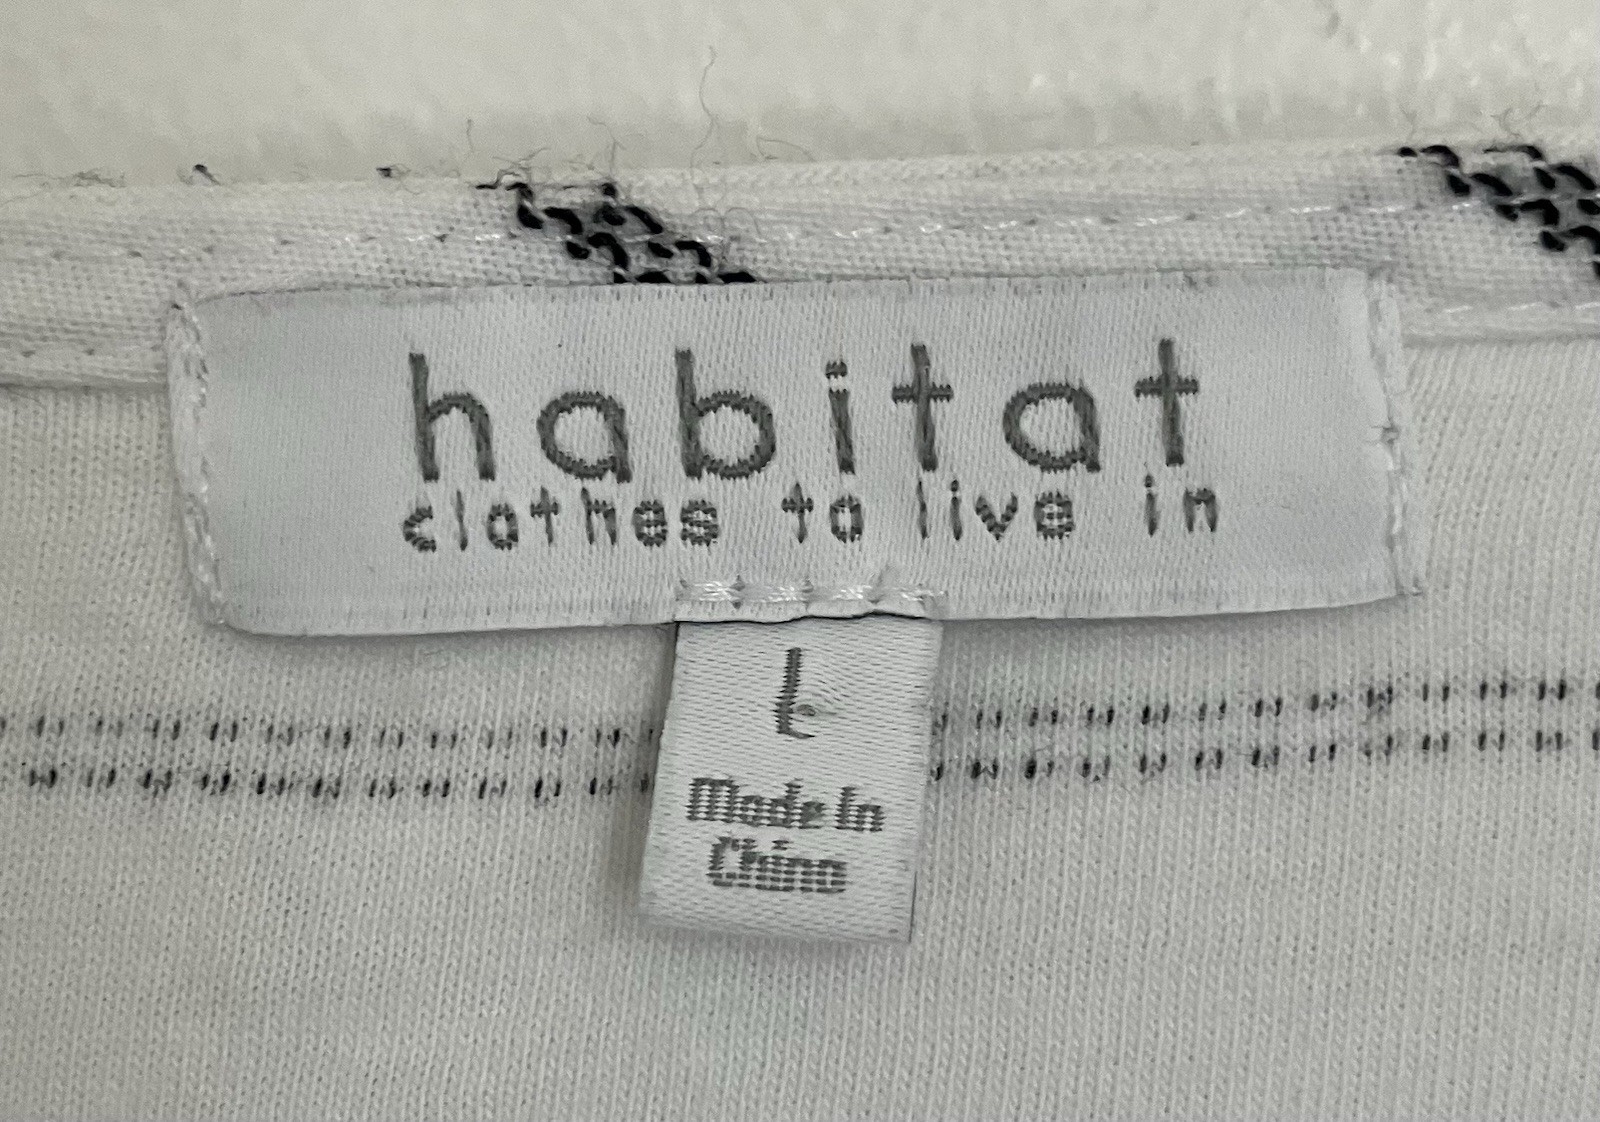 habitat
clothes to live in
L
Made In
China